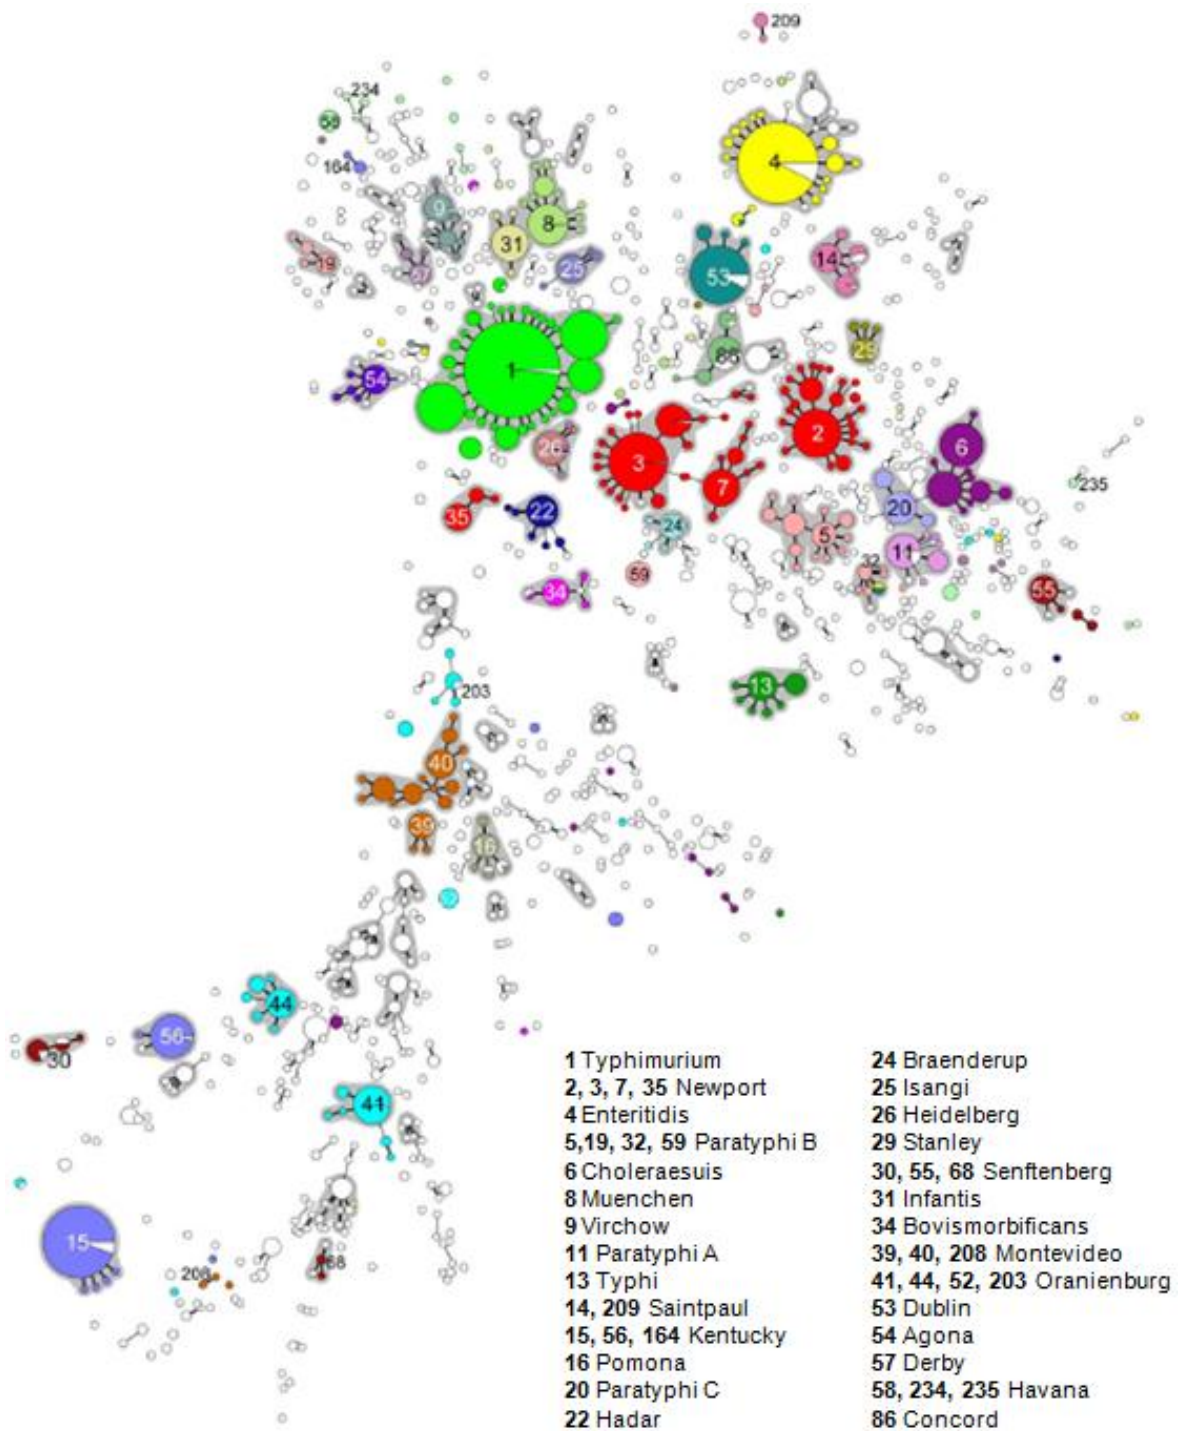 209
234
58
4
164
9
8
31
19
25
14
53
86
29
1
54
2
6
26
3
7
235
20
35
22
24
5
11
32
59
34
55
13
203
40
39
16
44
56
30
41
15
68
208
1 Typhimurium
2, 3, 7, 35 Newport
4 Enteritidis
5,19, 32, 59 Paratyphi B
6 Choleraesuis
8 Muenchen
9 Virchow
11 Paratyphi A
13 Typhi
14, 209 Saintpaul
15, 56, 164 Kentucky
16 Pomona
20 Paratyphi C
22 Hadar
24 Braenderup
25 Isangi
26 Heidelberg
29 Stanley
30, 55, 68 Senftenberg
31 Infantis
34 Bovismorbificans
39, 40, 208 Montevideo
41, 44, 52, 203 Oranienburg
53 Dublin
54 Agona
57 Derby
58, 234, 235 Havana
86 Concord